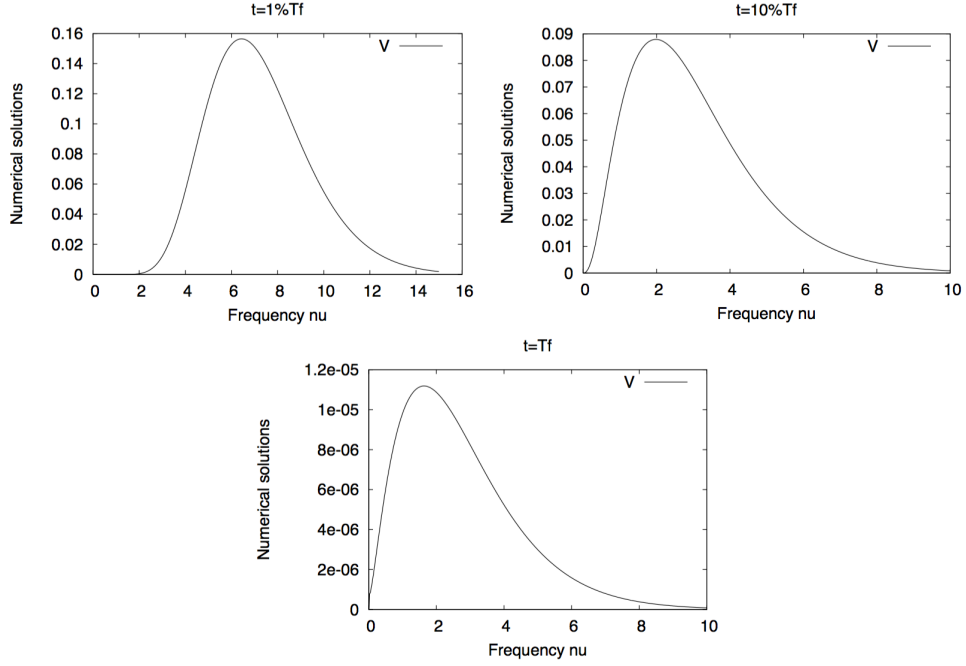 t=1%Tf
V
0.16
0.14
0.12
0.1
0.08
0.06
0.04
0.02
0
Numerical solutions
0 2 4 6 8 10 12 14 16
Frequency nu
t=10%Tf
V
0.09
0.08
0.07
0.06
0.05
0.04
0.03
0.02
0.01
0
Numerical solutions
0 2 4 6 8 10
Frequency nu
t=Tf
V
1.2e-05
1e-05
8e-06
6e-06
4e-06
2e-06
0
Numerical solutions
0 2 4 6 8 10
Frequency nu